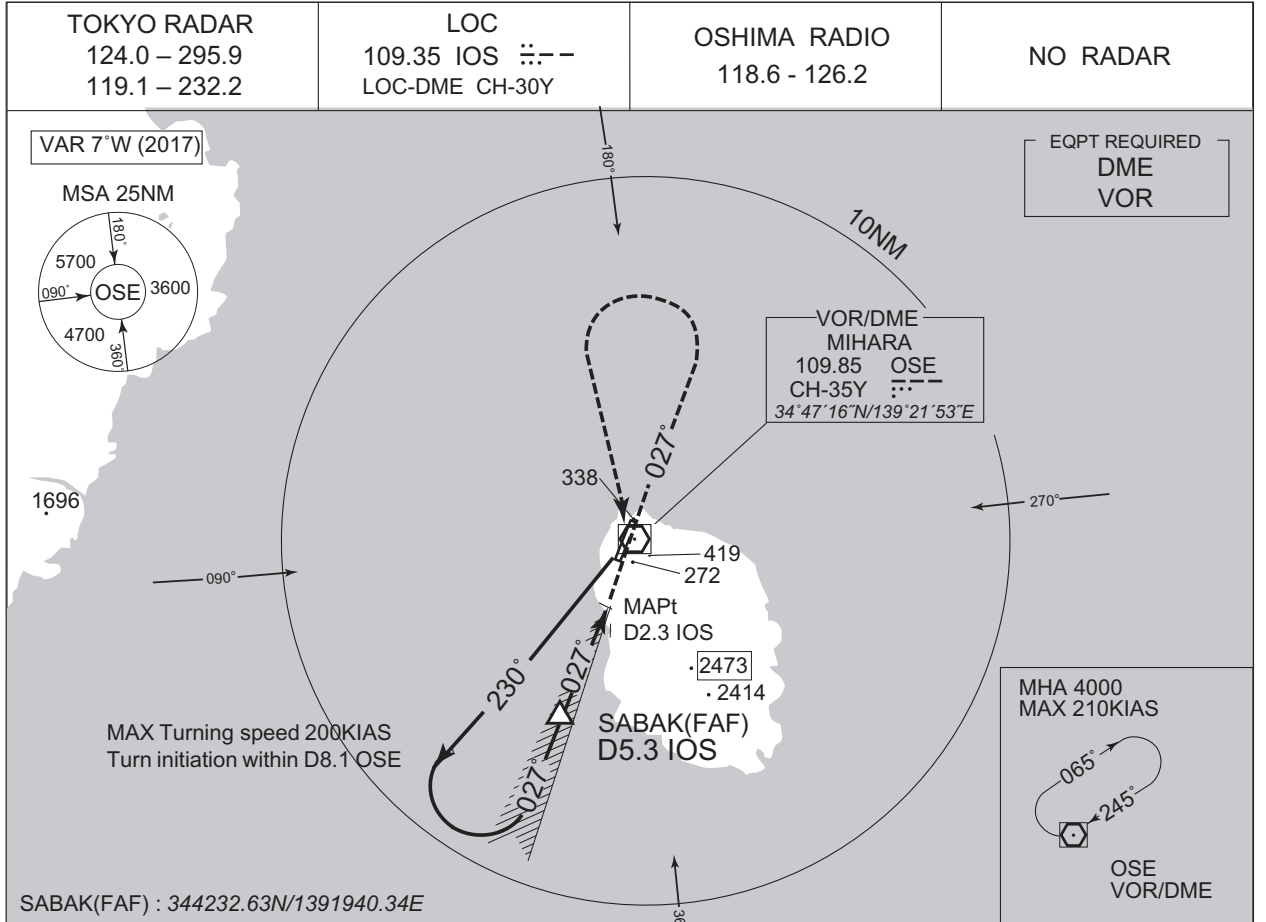 TOKYO RADAR
124.0 – 295.9
119.1 – 232.2
LOC
109.35 IOS
LOC-DME CH-30Y
OSHIMA RADIO
118.6 - 126.2
NO RADAR
VAR 7˚W (2017)
MSA 25NM
180˚
5700
090˚
OSE
3600
4700
360˚
180˚
10NM
EQPT REQUIRED
DME
VOR
VOR/DME
MIHARA
109.85 OSE
CH-35Y
34˚47´16˝N/139˚21´53˝E
027˚
338
1696
270˚
419
272
090˚
MAPt
D2.3 IOS
027˚
230˚
2473
2414
SABAK(FAF)
D5.3 IOS
MAX Turning speed 200KIAS
Turn initiation within D8.1 OSE
027˚
MHA 4000
MAX 210KIAS
065˚
245˚
OSE
VOR/DME
SABAK(FAF) : 344232.63N/1391940.34E